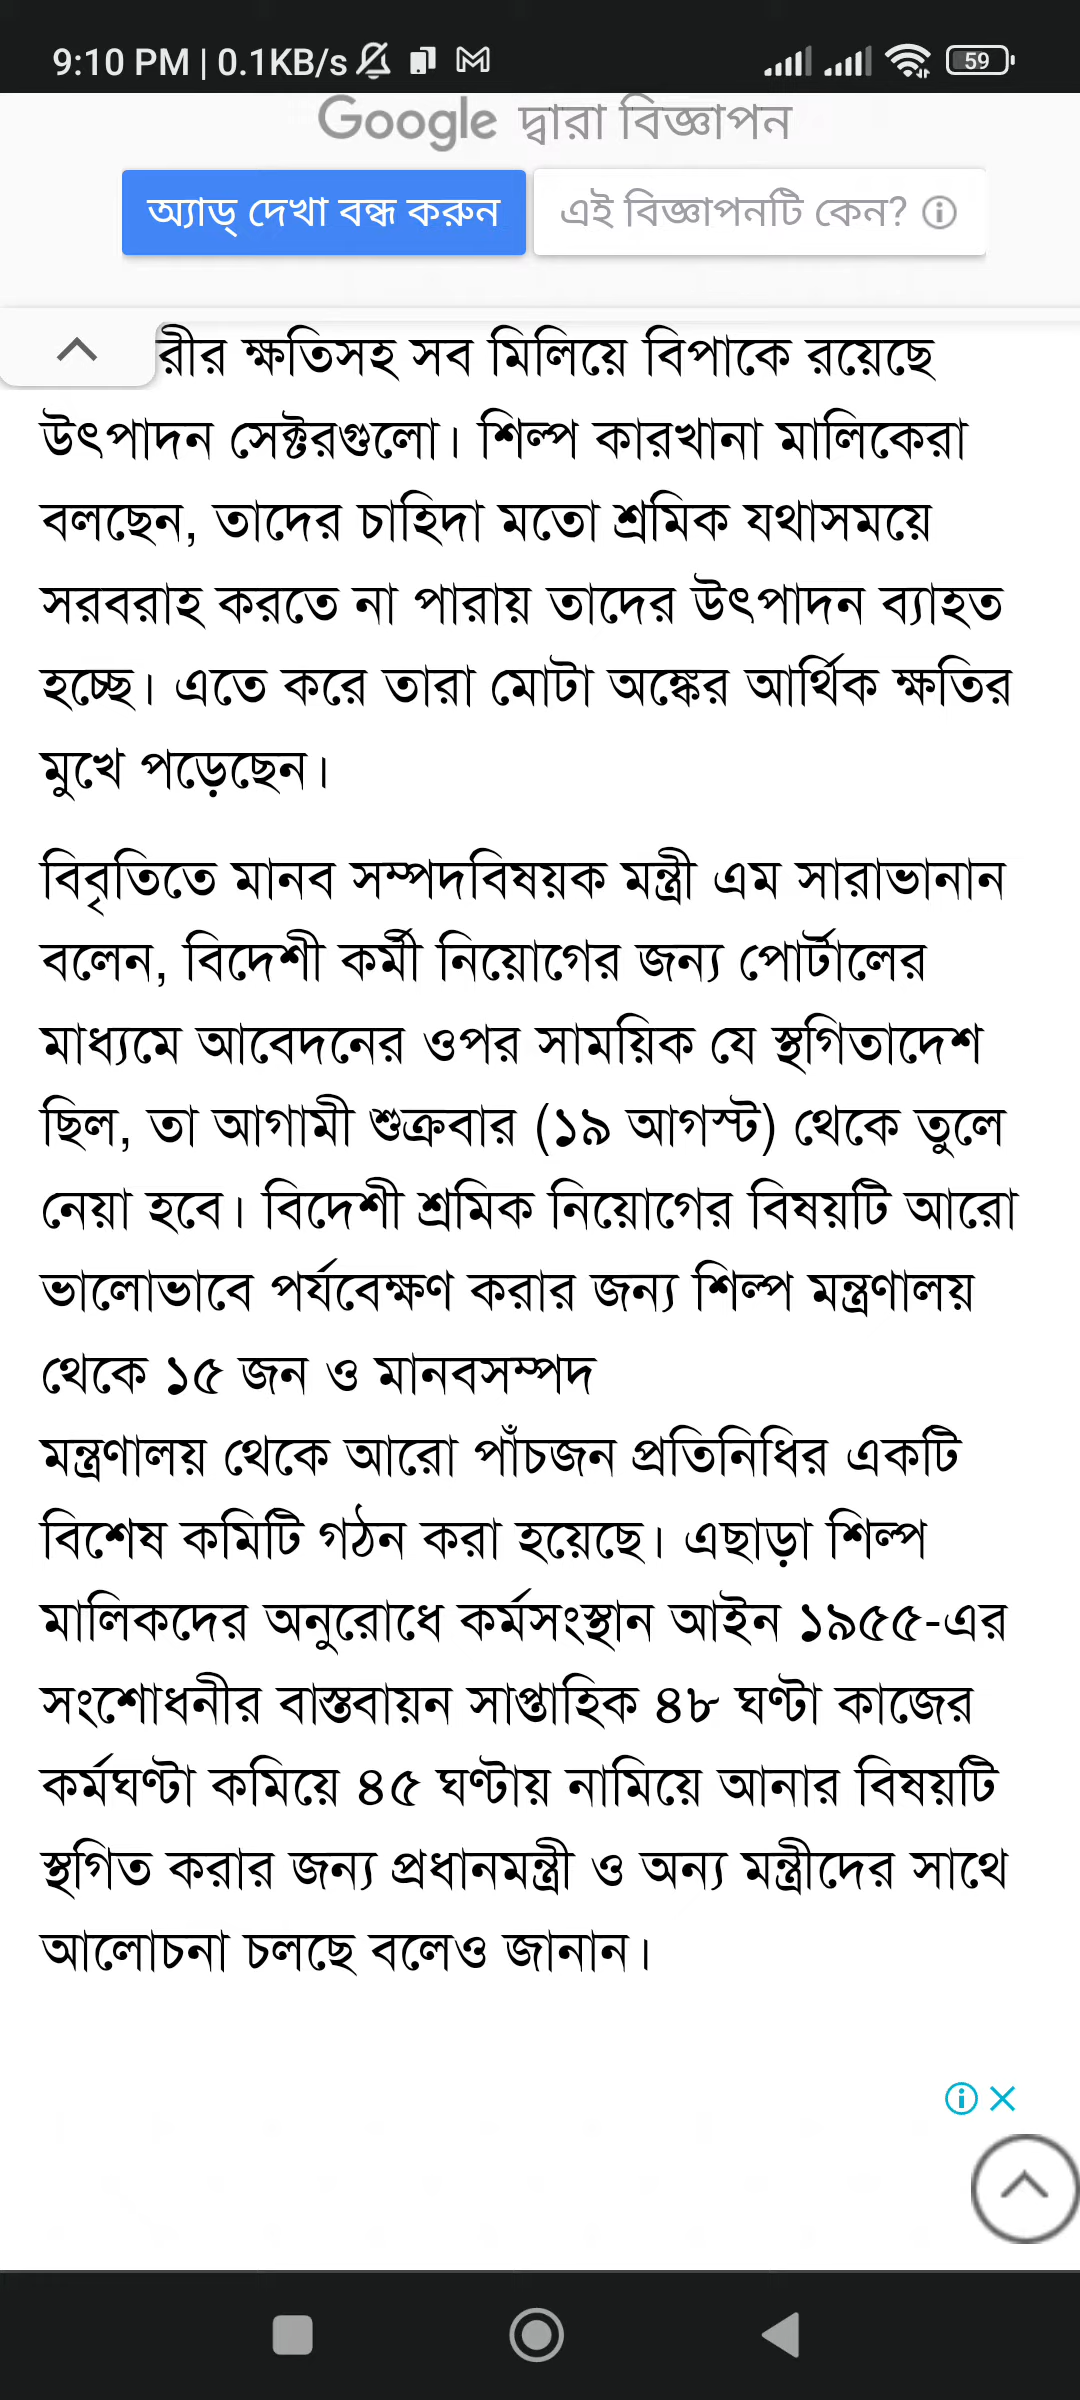 9:10 PM | 0.1KB/s
59
Google দ্বারা বিজ্ঞাপন
অ্যাড্ দেখা বন্ধ করুন
এই বিজ্ঞাপনটি কেন?
রীর ক্ষতিসহ সব মিলিয়ে বিপাকে রয়েছে
উৎপাদন সেক্টরগুলো। শিল্প কারখানা মালিকেরা
বলছেন, তাদের চাহিদা মতো শ্রমিক যথাসময়ে
সরবরাহ করতে না পারায় তাদের উৎপাদন ব্যাহত
হচ্ছে। এতে করে তারা মোটা অঙ্কের আর্থিক ক্ষতির
মুখে পড়েছেন।
বিবৃতিতে মানব সম্পদবিষয়ক মন্ত্রী এম সারাভানান
বলেন, বিদেশী কর্মী নিয়োগের জন্য পোর্টালের
মাধ্যমে আবেদনের ওপর সাময়িক যে স্থগিতাদেশ
ছিল, তা আগামী শুক্রবার (১৯ আগস্ট) থেকে তুলে
নেয়া হবে। বিদেশী শ্রমিক নিয়োগের বিষয়টি আরো
ভালোভাবে পর্যবেক্ষণ করার জন্য শিল্প মন্ত্রণালয়
থেকে ১৫ জন ও মানবসম্পদ
মন্ত্রণালয় থেকে আরো পাঁচজন প্রতিনিধির একটি
বিশেষ কমিটি গঠন করা হয়েছে। এছাড়া শিল্প
মালিকদের অনুরোধে কর্মসংস্থান আইন ১৯৫৫-এর
সংশোধনীর বাস্তবায়ন সাপ্তাহিক ৪৮ ঘণ্টা কাজের
কর্মঘণ্টা কমিয়ে ৪৫ ঘণ্টায় নামিয়ে আনার বিষয়টি
স্থগিত করার জন্য প্রধানমন্ত্রী ও অন্য মন্ত্রীদের সাথে
আলোচনা চলছে বলেও জানান।